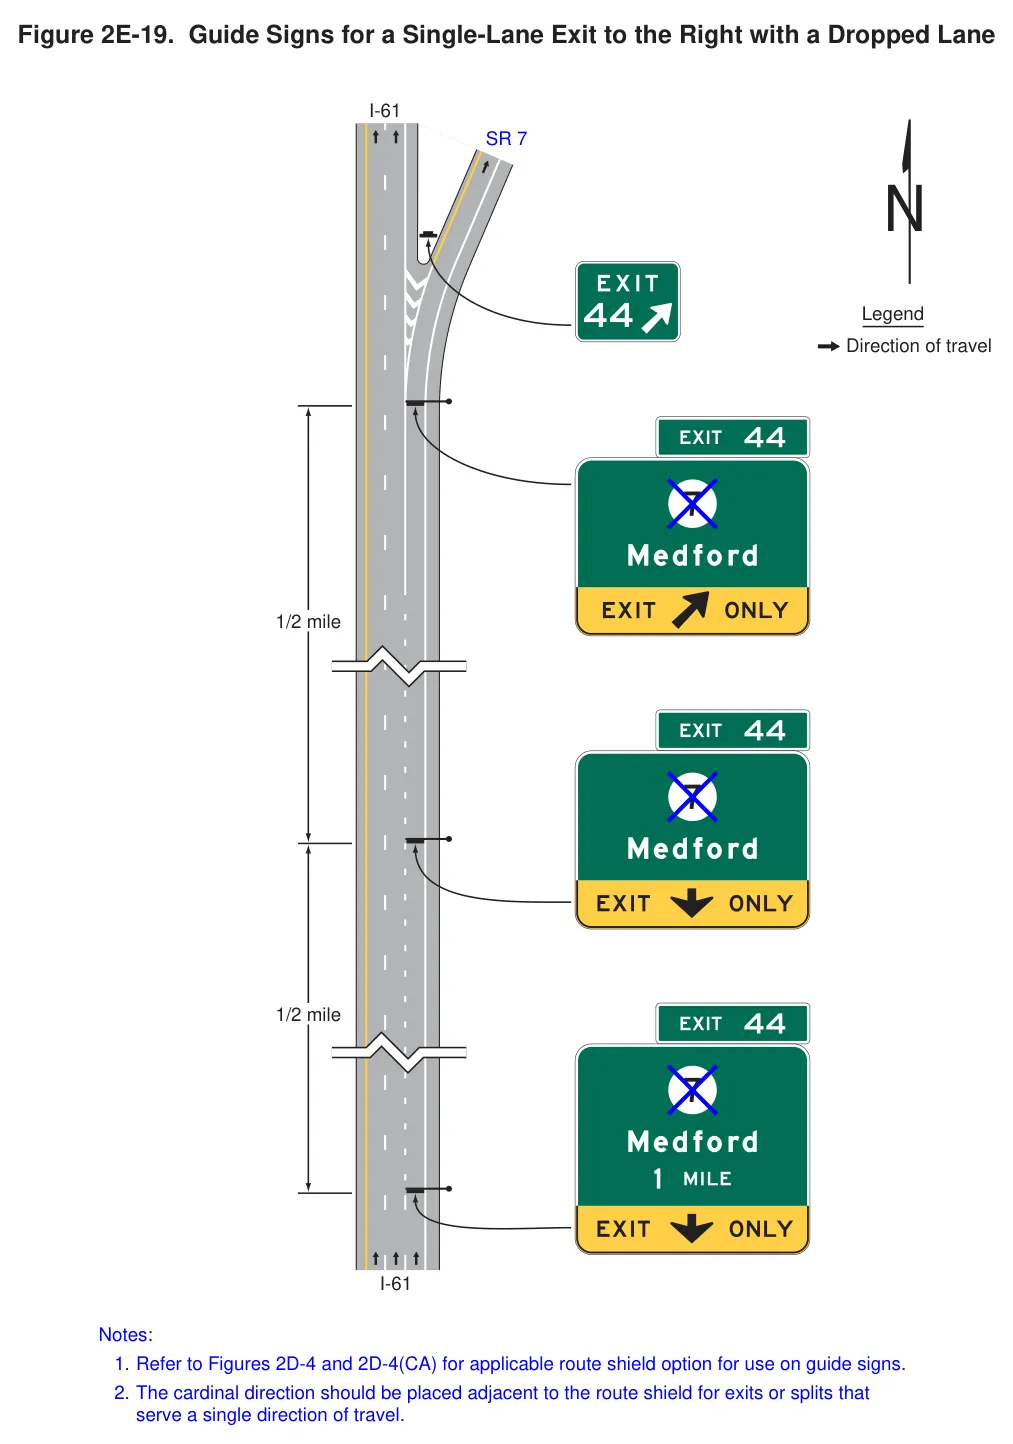 Figure 2E-19.  Guide Signs for a Single-Lane Exit to the Right with a Dropped Lane
I-61
SR 7
N
Legend
Direction of travel
EXIT
44
EXIT 44
7
Medford
EXIT ONLY
1/2 mile
EXIT 44
7
Medford
EXIT ONLY
1/2 mile
EXIT 44
7
Medford
1 MILE
EXIT ONLY
I-61
Notes:
1. Refer to Figures 2D-4 and 2D-4(CA) for applicable route shield option for use on guide signs.
2. The cardinal direction should be placed adjacent to the route shield for exits or splits that
serve a single direction of travel.